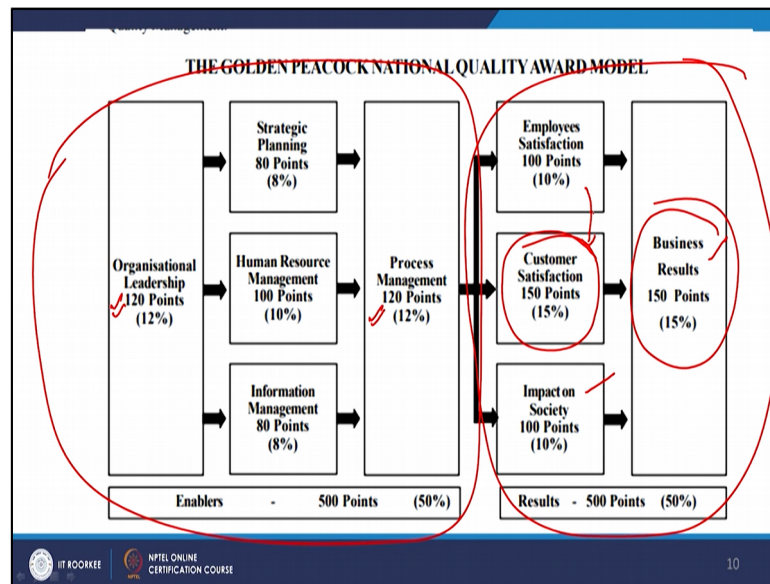 THE GOLDEN PEACOCK NATIONAL QUALITY AWARD MODEL
Organisational
Leadership
120 Points
(12%)
Strategic
Planning
80 Points
(8%)
Human Resource
Management
100 Points
(10%)
Information
Management
80 Points
(8%)
Process
Management
120 Points
(12%)
Employees
Satisfaction
100 Points
(10%)
Customer
Satisfaction
150 Points
(15%)
Impact on
Society
100 Points
(10%)
Business
Results
150 Points
(15%)
Enablers - 500 Points (50%)
Results - 500 Points (50%)
IIT ROORKEE
NPTEL ONLINE
CERTIFICATION COURSE
10